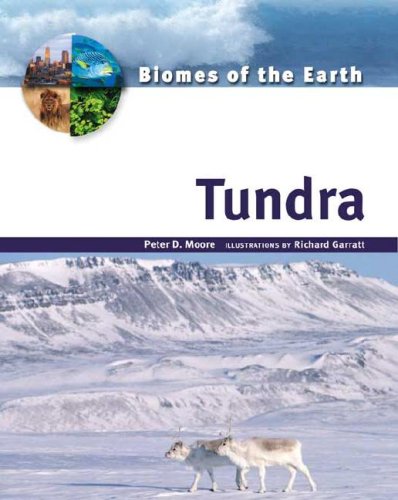 Biomes of the Earth
Tundra
Peter D. Moore ILLUSTRATIONS BY Richard Garratt